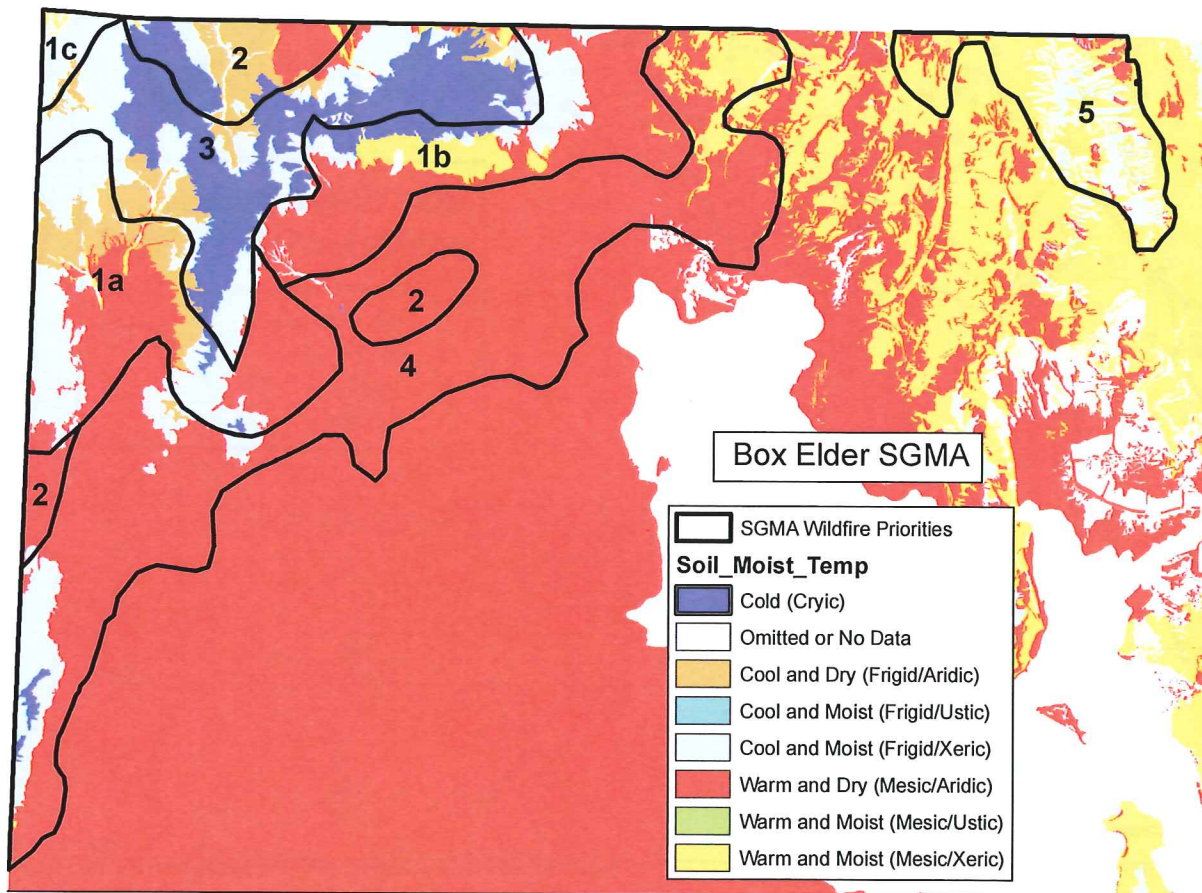 1c
2
3
1b
5
1a
2
4
2
Box Elder SGMA
SGMA Wildfire Priorities
Soil_Moist_Temp
Cold (Cryic)
Omitted or No Data
Cool and Dry (Frigid/Aridic)
Cool and Moist (Frigid/Ustic)
Cool and Moist (Frigid/Xeric)
Warm and Dry (Mesic/Aridic)
Warm and Moist (Mesic/Ustic)
Warm and Moist (Mesic/Xeric)